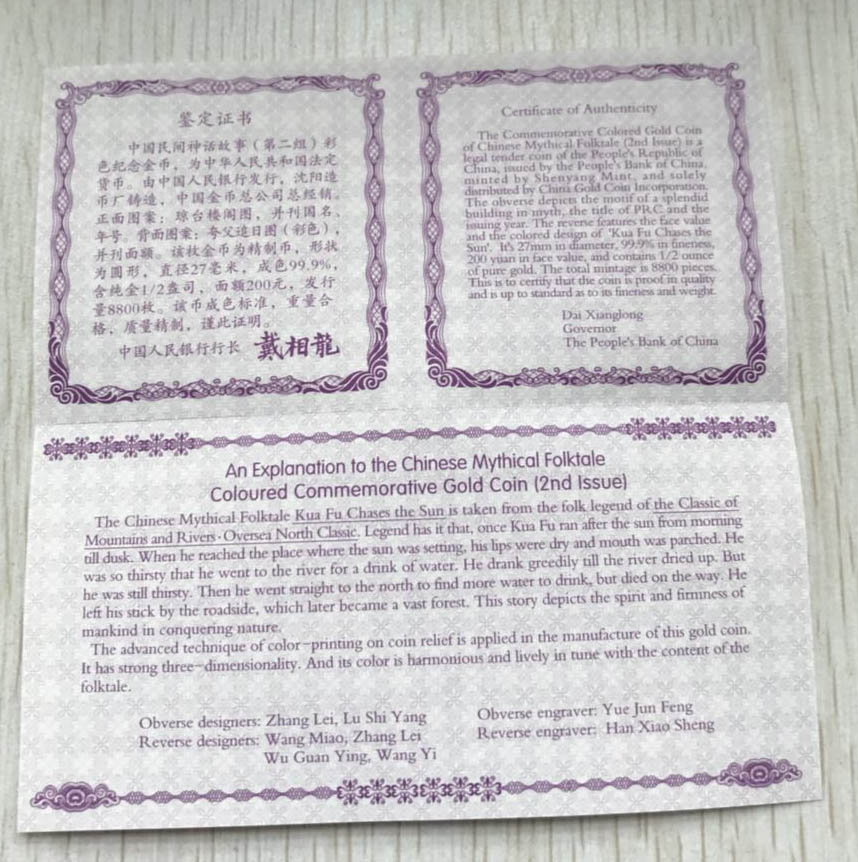 鉴定证书
中国民间神话故事(第二组)彩
色纪念金币,为中华人民共和国法定
货币。由中国人民银行发行,沈阳造
币厂铸造,中国金币总公司总经销。
正面图案:琼台楼阁图,并刊国名、
年号。背面图案:夸父追日图(彩色),
并刊面额。该枚金币为精制币,形状
为圆形,直径27毫米,成色99.9%,
含纯金1/2盎司,面额200元,发行
量8800枚。该币成色标准,重量合
格,质量精制,谨此证明。
中国人民银行行长 戴相龍
Certificate of Authenticity
The Commemorative Colored Gold Coin
of Chinese Mythical Folktale (2nd Issue) is a
legal tender coin of the People's Republic of
China, issued by the People's Bank of China,
minted by Shenyang Mint, and solely
distributed by China Gold Coin Incorporation.
The obverse depicts the motif of a splendid
building in myth, the title of PRC and the
issuing year. The reverse features the face value
and the colored design of 'Kua Fu Chases the
Sun'. It's 27mm in diameter, 99.9% in fineness,
200 yuan in face value, and contains 1/2 ounce
of pure gold. The total mintage is 8800 pieces.
This is to certify that the coin is proof in quality
and is up to standard as to its fineness and weight.
Dai Xianglong
Governor
The People's Bank of China
An Explanation to the Chinese Mythical Folktale
Coloured Commemorative Gold Coin (2nd Issue)
The Chinese Mythical Folktale Kua Fu Chases the Sun is taken from the folk legend of the Classic of
Mountains and Rivers·Oversea North Classic. Legend has it that, once Kua Fu ran after the sun from morning
till dusk. When he reached the place where the sun was setting, his lips were dry and mouth was parched. He
was so thirsty that he went to the river for a drink of water. He drank greedily till the river dried up. But
he was still thirsty. Then he went straight to the north to find more water to drink, but died on the way. He
left his stick by the roadside, which later became a vast forest. This story depicts the spirit and firmness of
mankind in conquering nature.
The advanced technique of color-printing on coin relief is applied in the manufacture of this gold coin.
It has strong three-dimensionality. And its color is harmonious and lively in tune with the content of the
folktale.
Obverse designers: Zhang Lei, Lu Shi Yang
Reverse designers: Wang Miao, Zhang Lei
Wu Guan Ying, Wang Yi
Obverse engraver: Yue Jun Feng
Reverse engraver: Han Xiao Sheng